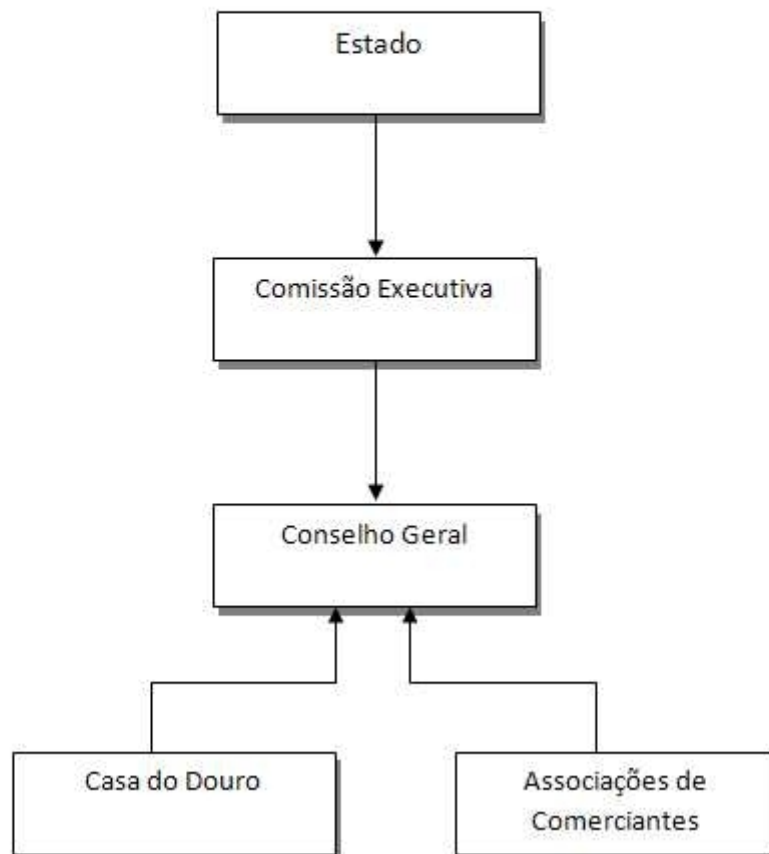 Estado
Comissão Executiva
Conselho Geral
Casa do Douro
Associações de
Comerciantes